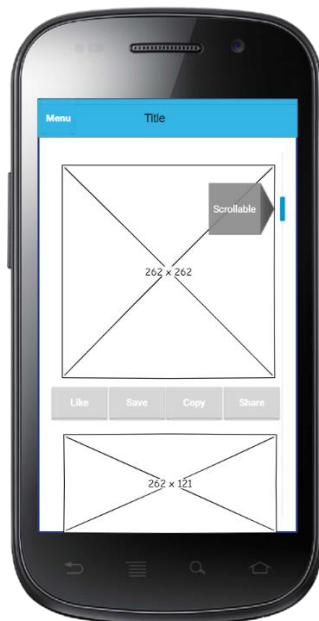 Menu Title
Scrollable
262 x 262
Like Save Copy Share
262 x 121